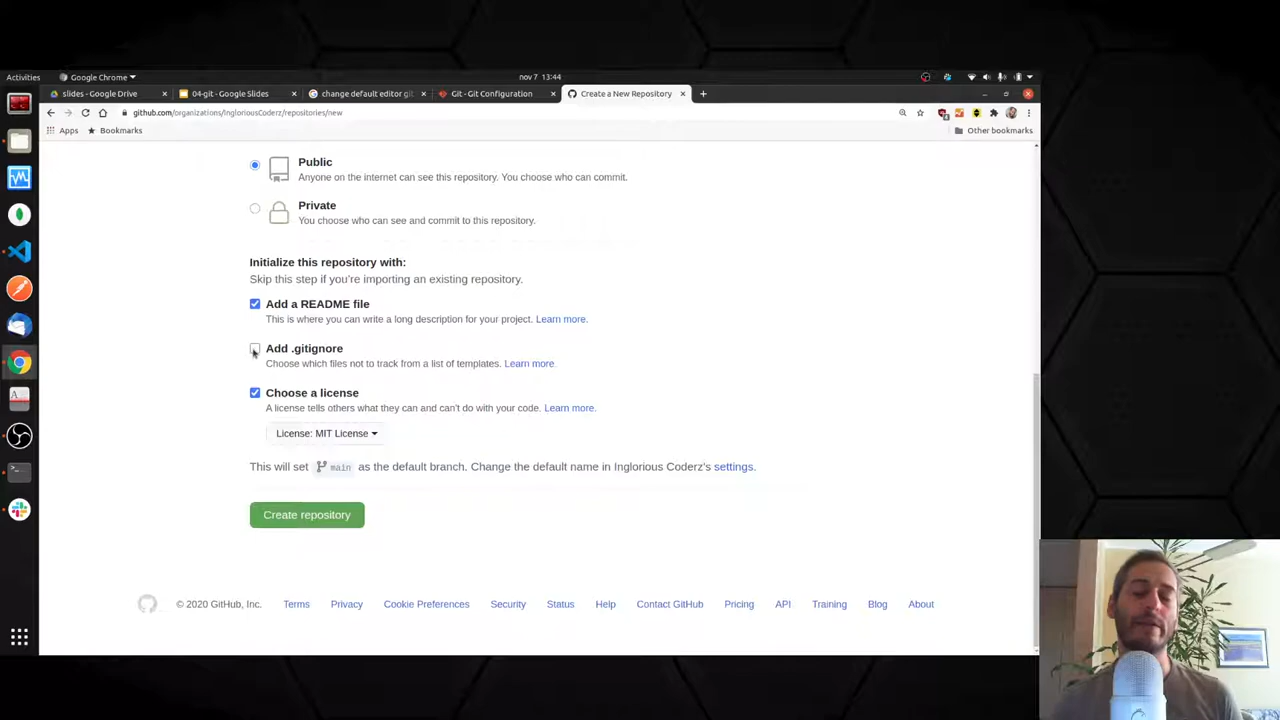 Activities
Google Chrome
nov 7 13:44
slides - Google Drive
04-git - Google Slides
change default editor git
Git - Git Configuration
Create a New Repository
github.com/organizations/IngloriousCoderz/repositories/new
Apps
Bookmarks
Other bookmarks
Public
Anyone on the internet can see this repository. You choose who can commit.
Private
You choose who can see and commit to this repository.
Initialize this repository with:
Skip this step if you're importing an existing repository.
Add a README file
This is where you can write a long description for your project. Learn more.
Add .gitignore
Choose which files not to track from a list of templates. Learn more.
Choose a license
A license tells others what they can and can't do with your code. Learn more.
License: MIT License
This will set main as the default branch. Change the default name in Inglorious Coderz's settings.
Create repository
© 2020 GitHub, Inc. Terms Privacy Cookie Preferences Security Status Help Contact GitHub Pricing API Training Blog About